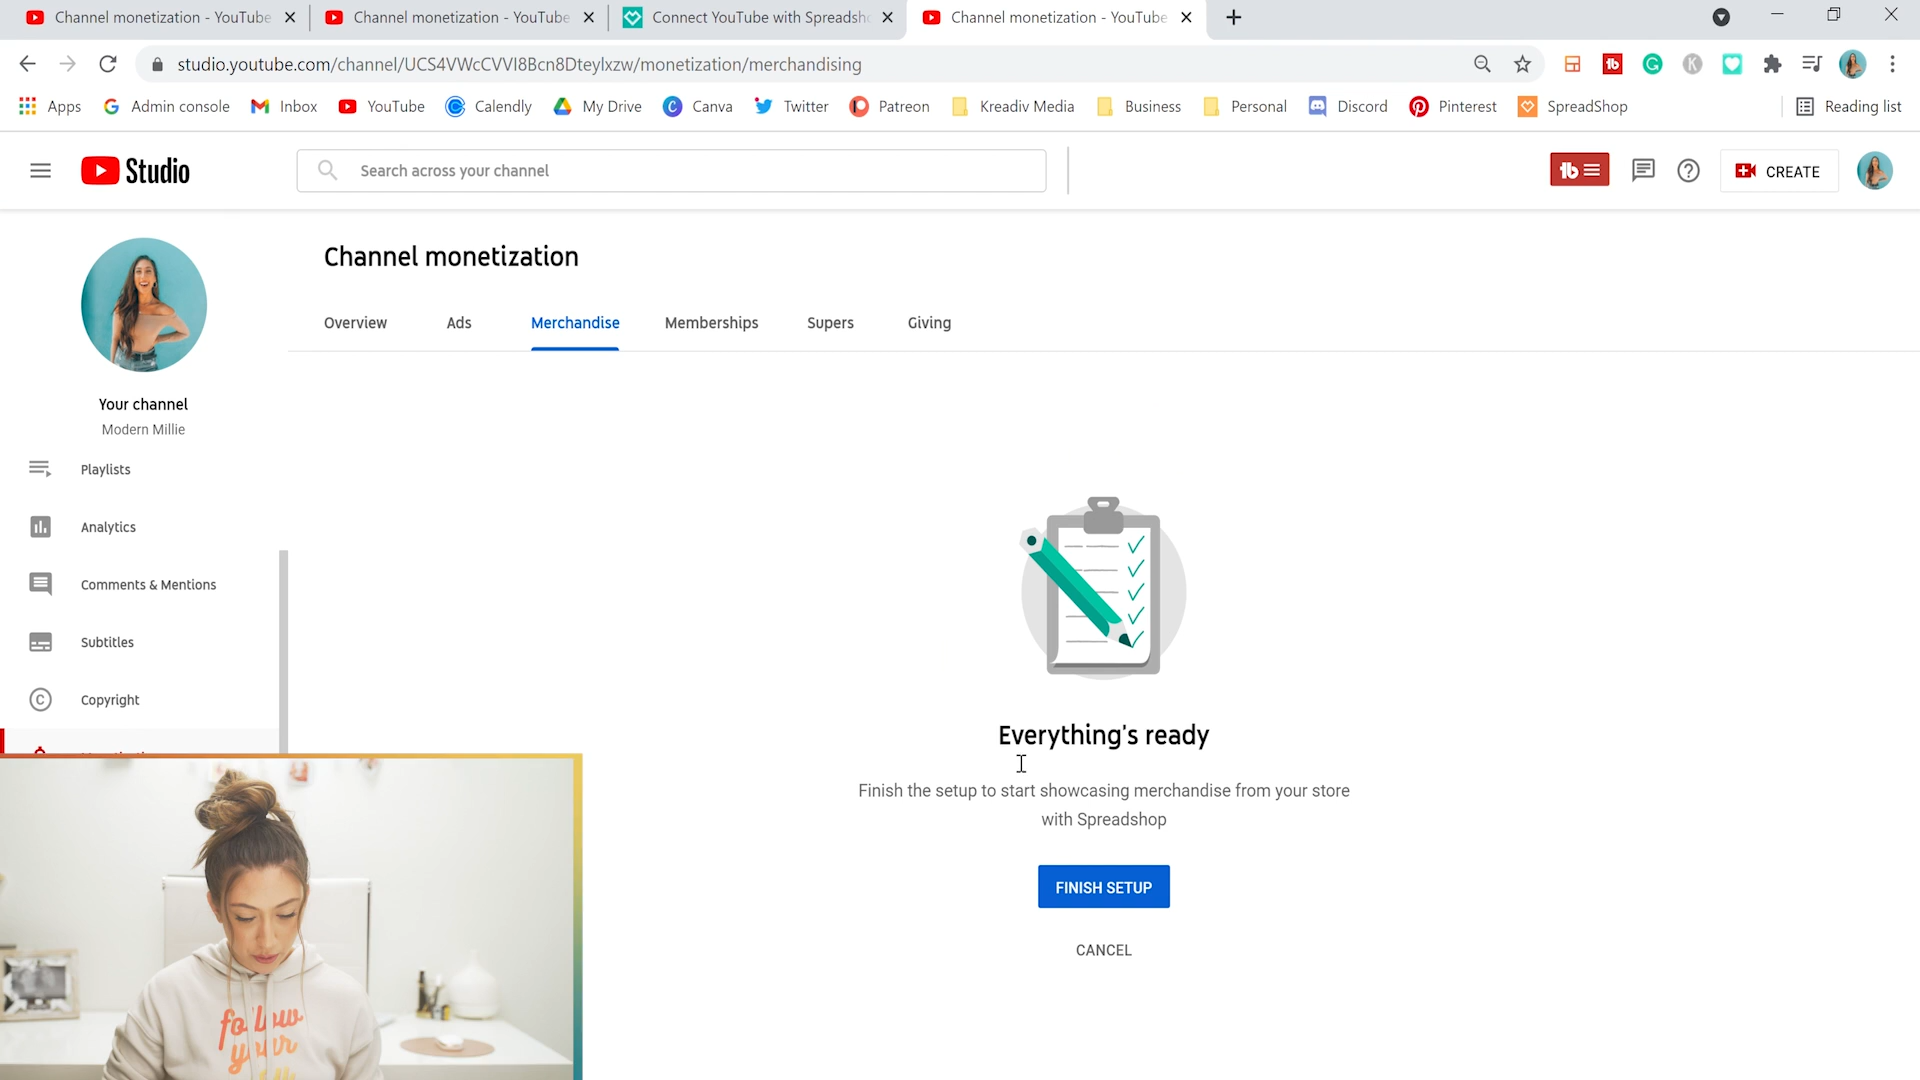 Channel monetization - YouTube
Channel monetization - YouTube
Connect YouTube with Spreadsh
Channel monetization - YouTube
studio.youtube.com/channel/UCS4VWcCVVI8Bcn8Dteylxzw/monetization/merchandising
Apps
Admin console
Inbox
YouTube
Calendly
My Drive
Canva
Twitter
Patreon
Kreadiv Media
Business
Personal
Discord
Pinterest
SpreadShop
Reading list
Studio
Search across your channel
CREATE
Channel monetization
Overview
Ads
Merchandise
Memberships
Supers
Giving
Your channel
Modern Millie
Playlists
Analytics
Comments & Mentions
Subtitles
Copyright
Everything's ready
Finish the setup to start showcasing merchandise from your store
with Spreadshop
FINISH SETUP
CANCEL
follow
your